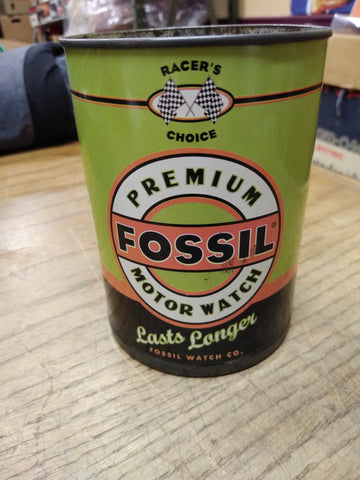 RACER'S
CHOICE
PREMIUM
FOSSIL®
MOTOR WATCH
Lasts Longer
FOSSIL WATCH CO.